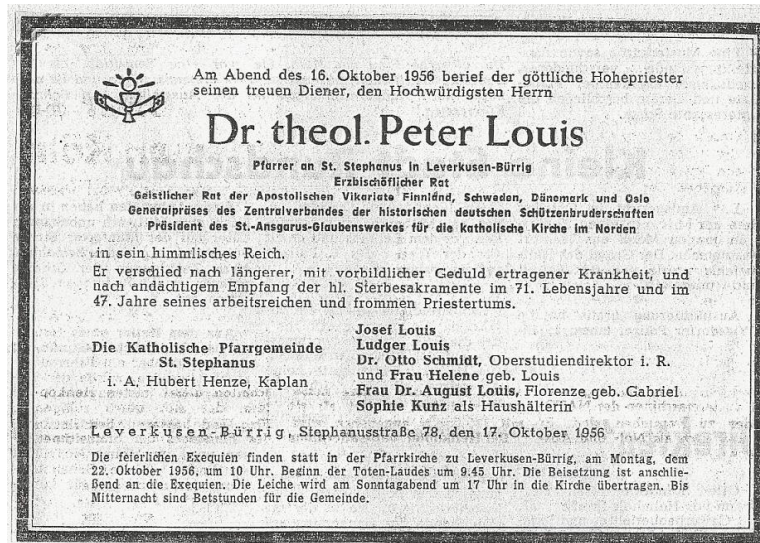 Am Abend des 16. Oktober 1956 berief der göttliche Hohepriester
seinen treuen Diener, den Hochwürdigsten Herrn
Dr. theol. Peter Louis
Pfarrer an St. Stephanus in Leverkusen-Bürrig
Erzbischöflicher Rat
Geistlicher Rat der Apostolischen Vikariate Finnland, Schweden, Dänemark und Oslo
Generalpräses des Zentralverbandes der historischen deutschen Schützenbruderschaften
Präsident des St.-Ansgarus-Glaubenswerkes für die katholische Kirche im Norden
in sein himmlisches Reich.
Er verschied nach längerer, mit vorbildlicher Geduld ertragener Krankheit, und
nach andächtigem Empfang der hl. Sterbesakramente im 71. Lebensjahre und im
47. Jahre seines arbeitsreichen und frommen Priestertums.
Die Katholische Pfarrgemeinde
St. Stephanus
i. A. Hubert Henze, Kaplan
Josef Louis
Ludger Louis
Dr. Otto Schmidt, Oberstudiendirektor i. R.
und Frau Helene geb. Louis
Frau Dr. August Louis, Florenze geb. Gabriel
Sophie Kunz als Haushälterin
Leverkusen-Bürrig, Stephanusstraße 78, den 17. Oktober 1956
Die feierlichen Exequien finden statt in der Pfarrkirche zu Leverkusen-Bürrig, am Montag, dem
22. Oktober 1956, um 10 Uhr. Beginn der Toten-Laudes um 9.45 Uhr. Die Beisetzung ist anschlie-
ßend an die Exequien. Die Leiche wird am Sonntagabend um 17 Uhr in die Kirche übertragen. Bis
Mitternacht sind Betstunden für die Gemeinde.